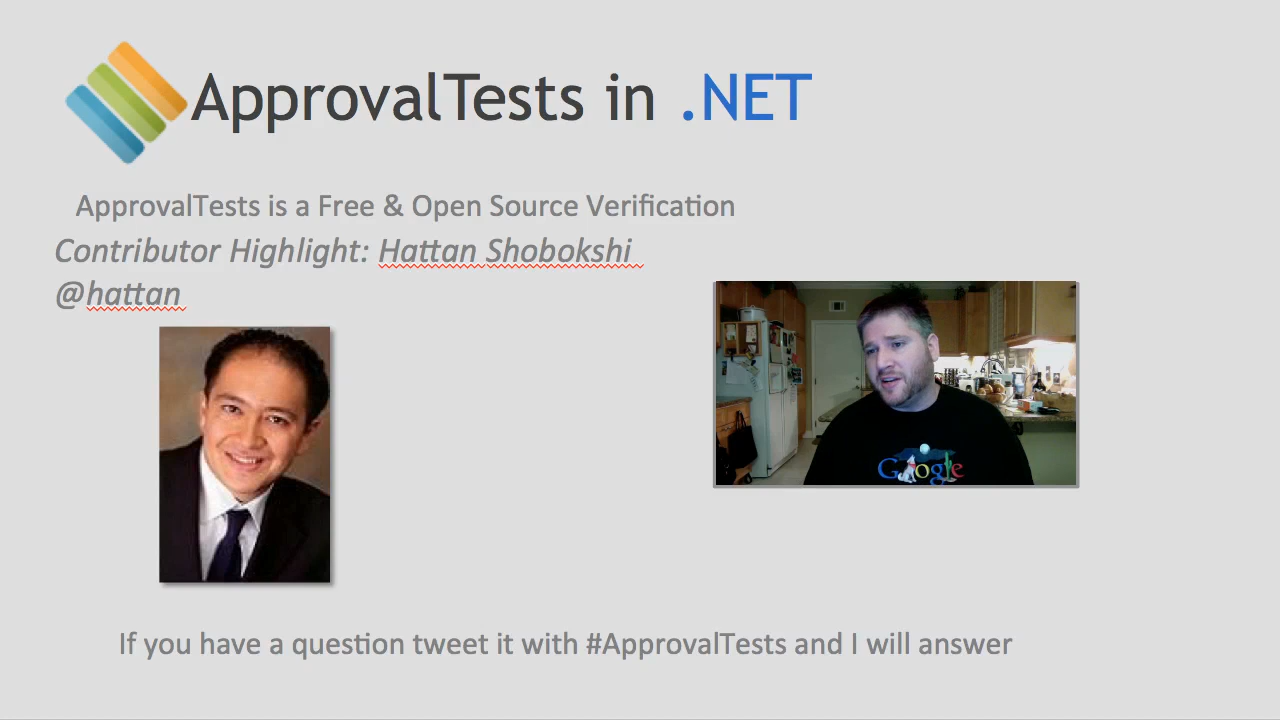 ApprovalTests in .NET
ApprovalTests is a Free & Open Source Verification
Contributor Highlight: Hattan Shobokshi
@hattan
Google
If you have a question tweet it with #ApprovalTests and I will answer